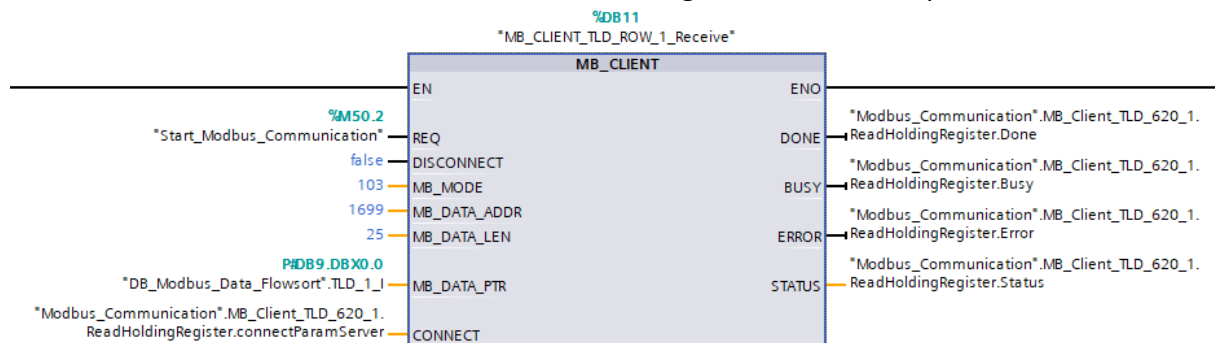 %DB11
"MB_CLIENT_TLD_ROW_1_Receive"
MB_CLIENT
EN
ENO
%M50.2
"Start_Modbus_Communication"
REQ
false
DISCONNECT
103
MB_MODE
1699
MB_DATA_ADDR
25
MB_DATA_LEN
P#DB9.DBX0.0
"DB_Modbus_Data_Flowsort".TLD_1_I
MB_DATA_PTR
"Modbus_Communication".MB_Client_TLD_620_1.
ReadHoldingRegister.connectParamServer
CONNECT
"Modbus_Communication".MB_Client_TLD_620_1.
DONE
ReadHoldingRegister.Done
"Modbus_Communication".MB_Client_TLD_620_1.
BUSY
ReadHoldingRegister.Busy
"Modbus_Communication".MB_Client_TLD_620_1.
ERROR
ReadHoldingRegister.Error
"Modbus_Communication".MB_Client_TLD_620_1.
STATUS
ReadHoldingRegister.Status